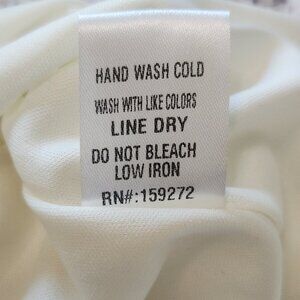 HAND WASH COLD
WASH WITH LIKE COLORS
LINE DRY
DO NOT BLEACH
LOW IRON
RN#:159272